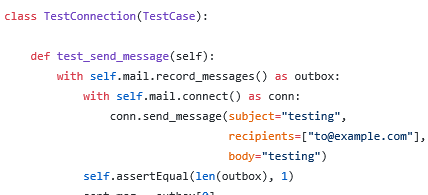 class TestConnection(TestCase):
def test_send_message(self):
with self.mail.record_messages() as outbox:
with self.mail.connect() as conn:
conn.send_message(subject="testing",
recipients=["to@example.com"],
body="testing")
self.assertEqual(len(outbox), 1)